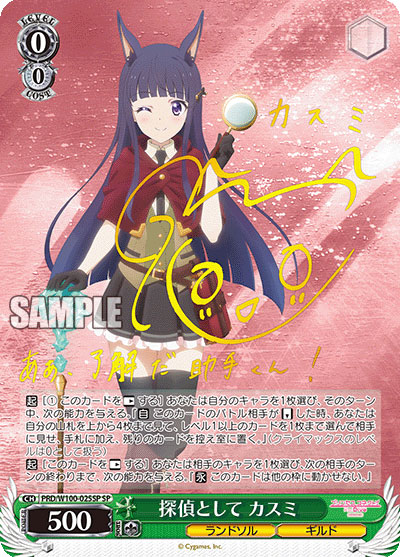 LEVEL
0
0
COST
カスミ
SAMPLE
ああ、了解だ助手くん!
起 [① このカードを する] あなたは自分のキャラを1枚選び、そのターン
中、次の能力を与える。『自 このカードのバトル相手が した時、あなたは
自分の山札を上から4枚まで見て、レベル1以上のカードを1枚まで選んで相手
に見せ、手札に加え、残りのカードを控え室に置く。』(クライマックスのレベ
ルは0として扱う)
起 [このカードを する] あなたは相手のキャラを1枚選び、次の相手のターン
の終わりまで、次の能力を与える。『永 このカードは他の枠に動かせない。』
CH PRD/W100-025SP SP
500
探偵として カスミ
ランドソル
ギルド
© Cygames, Inc.